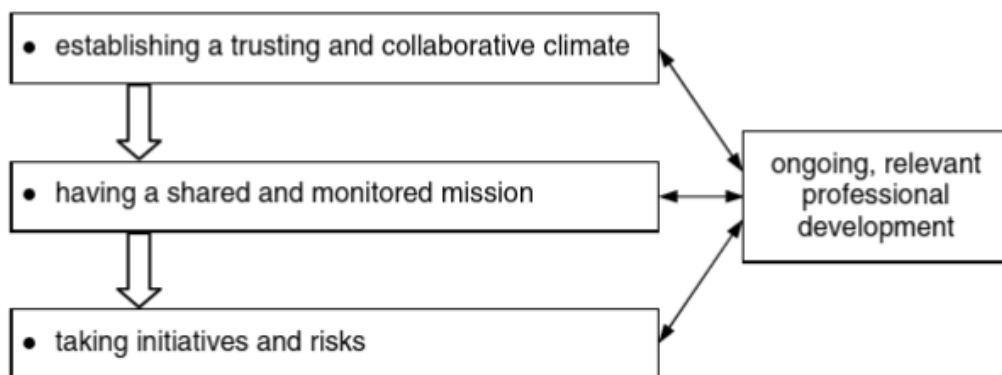 • establishing a trusting and collaborative climate
• having a shared and monitored mission
• taking initiatives and risks
ongoing, relevant
professional
development